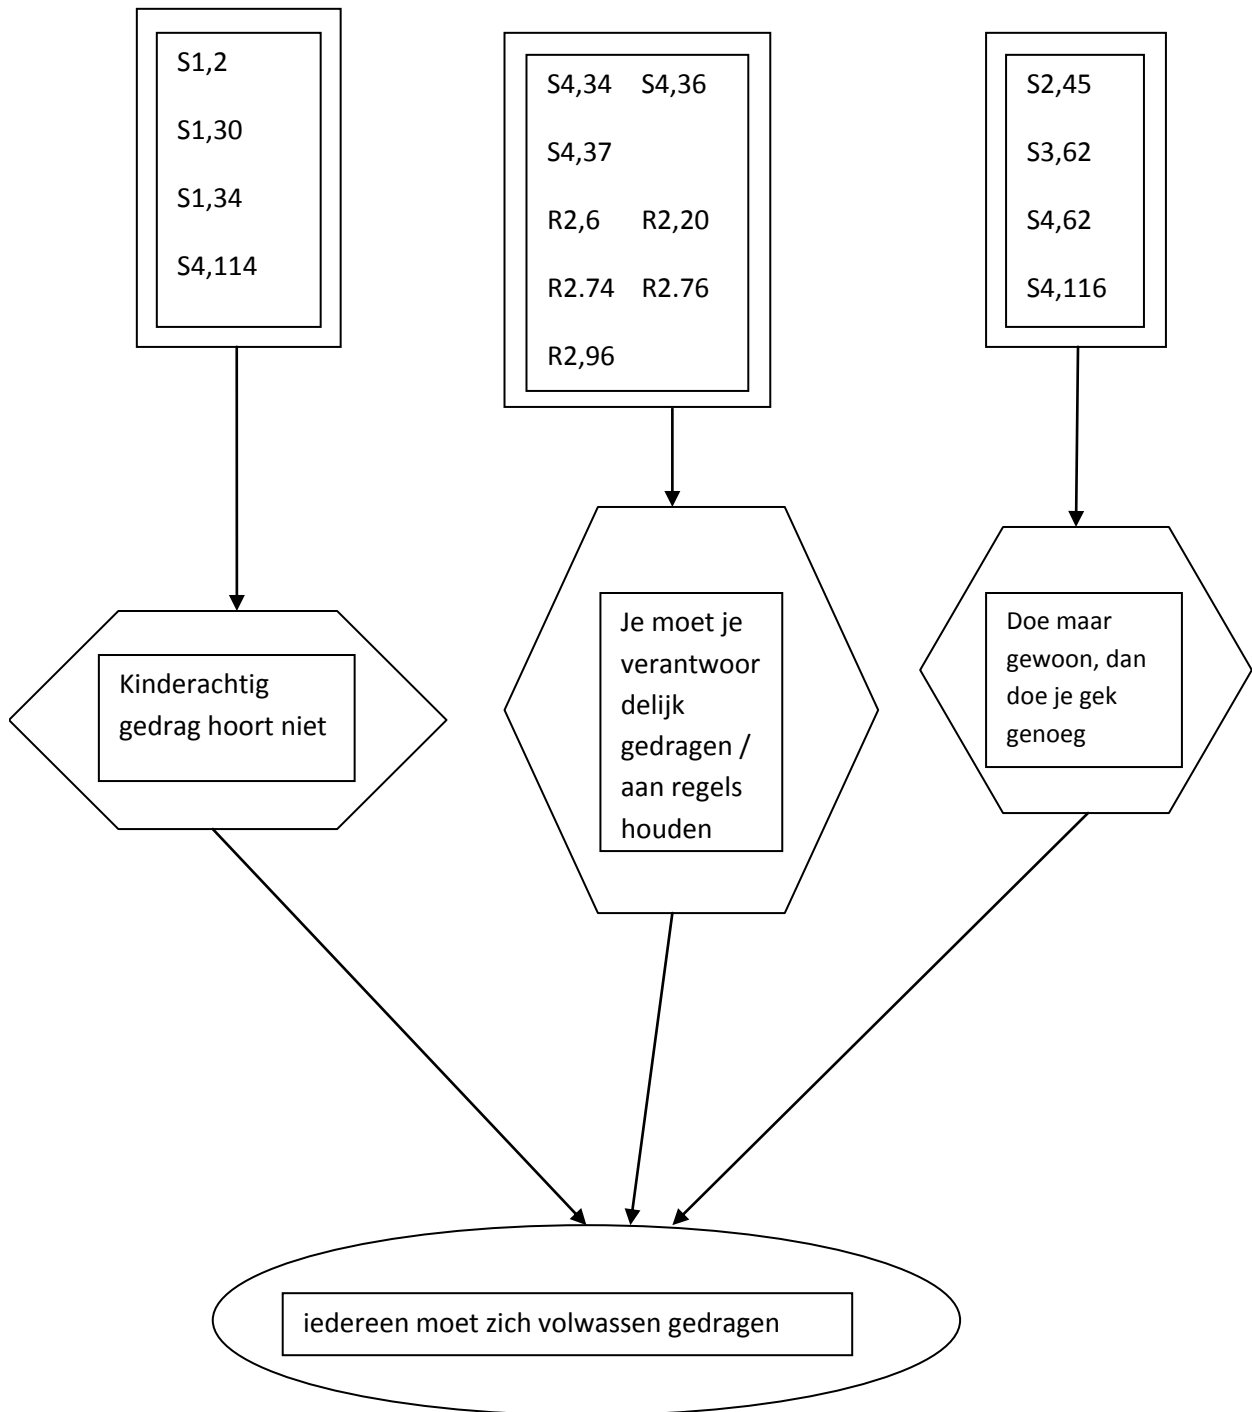 S1,2
S1,30
S1,34
S4,114
S4,34 S4,36
S4,37
R2,6 R2,20
R2.74 R2.76
R2,96
S2,45
S3,62
S4,62
S4,116
Kinderachtig
gedrag hoort niet
Je moet je
verantwoor
delijk
gedragen /
aan regels
houden
Doe maar
gewoon, dan
doe je gek
genoeg
iedereen moet zich volwassen gedragen